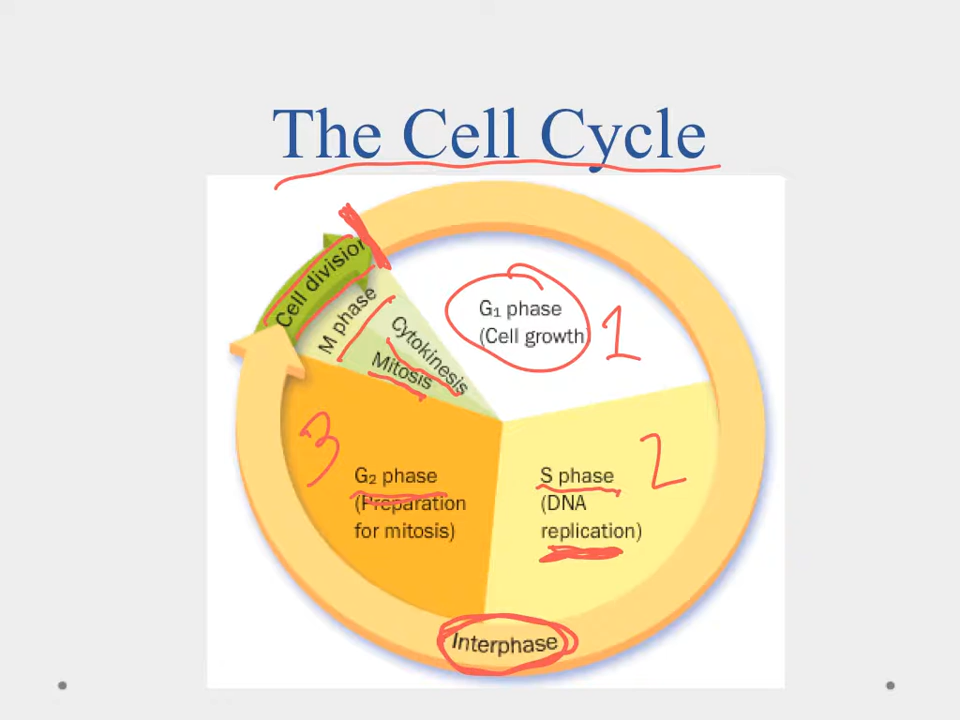 The Cell Cycle
Cell division
M phase
Cytokinesis
Mitosis
G₁ phase
(Cell growth)
1
3
G₂ phase
(Preparation
for mitosis)
S phase
(DNA
replication)
2
Interphase